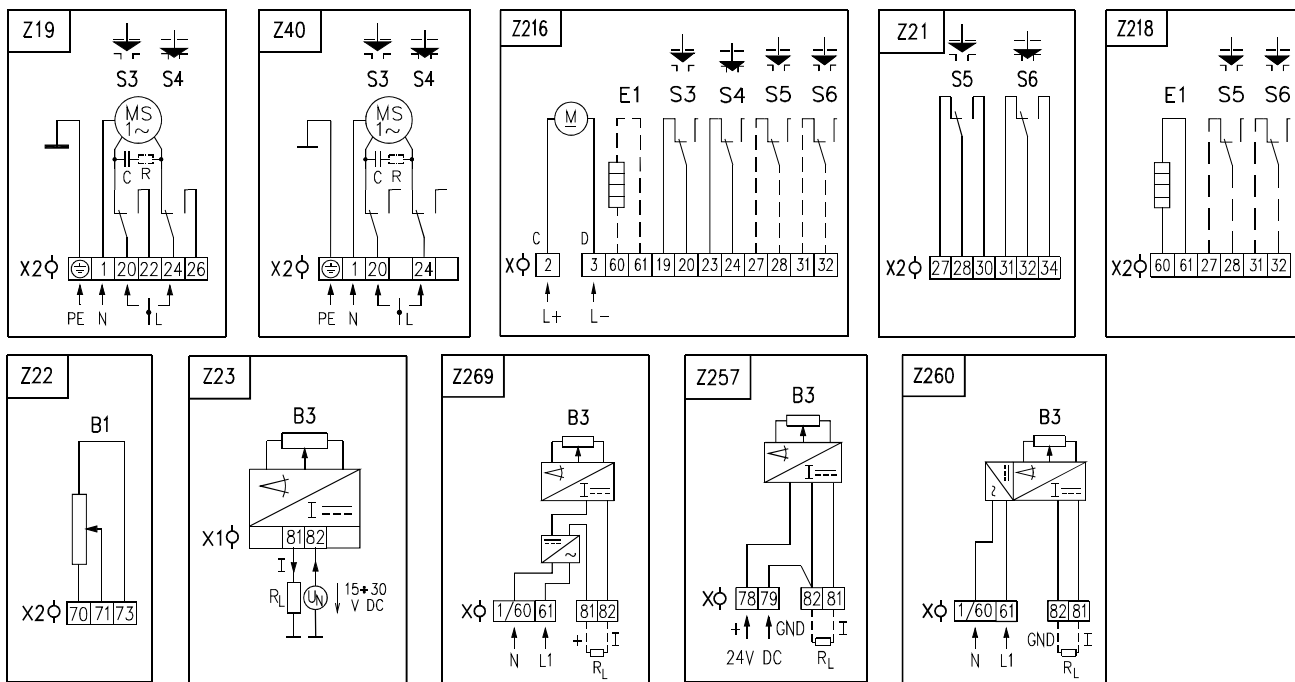 Z19
S3 S4
MS
1~
C R
X2 1 20 22 24 26
PE N L
Z40
S3 S4
MS
1~
C R
X2 1 20 24
PE N L
Z216
E1 S3 S4 S5 S6
M
C D
X 2 3 60 61 19 20 23 24 27 28 31 32
L+ L-
Z21
S5 S6
X2 27 28 30 31 32 34
Z218
E1 S5 S6
X2 60 61 27 28 31 32
Z22
B1
X2 70 71 73
Z23
B3
I
X1 81 82
I
RL UN 15÷30
V DC
Z269
B3
I
~
X 1/60 61 81 82
+ I
N L1 RL
Z257
B3
I
X 78 79 82 81
+ GND I
24V DC RL
Z260
B3
~ I
X 1/60 61 82 81
GND I
N L1 RL